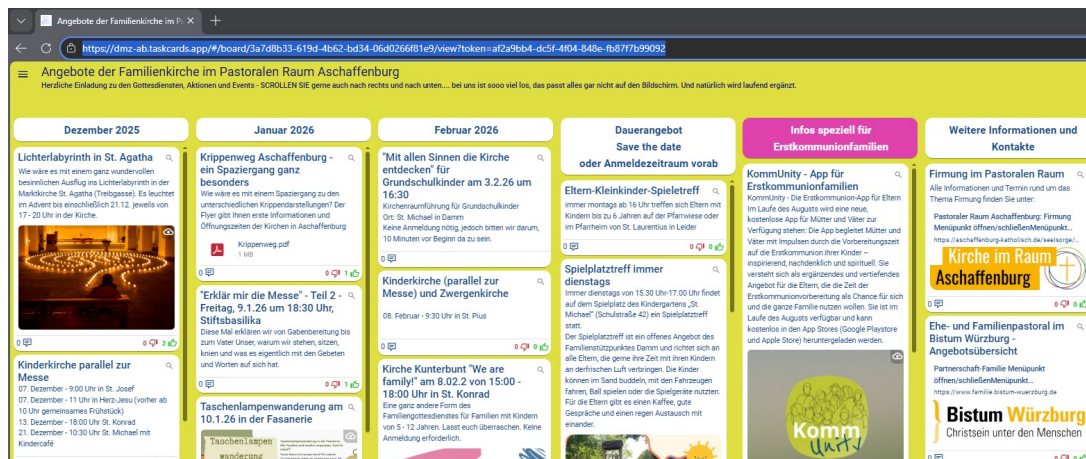 Angebote der Familienkirche im Pa
https://dmz-ab.taskcards.app/#/board/3a7d8b33-619d-4b62-bd34-06d0266f81e9/view?token=af2a9bb4-dc5f-4f04-848e-fb87f7b99092
Angebote der Familienkirche im Pastoralen Raum Aschaffenburg
Herzliche Einladung zu den Gottesdiensten, Aktionen und Events - SCROLLEN SIE gerne auch nach rechts und nach unten.... bei uns ist sooo viel los, das passt alles gar nicht auf den Bildschirm. Und natürlich wird laufend ergänzt.
Dezember 2025
Lichterlabyrinth in St. Agatha
Wie wäre es mit einem ganz wundervollen
besinnlichen Ausflug ins Lichterlabyrinth in der
Marktkirche St. Agatha (Treibgasse). Es leuchtet
im Advent bis einschließlich 21.12. jeweils von
17 - 20 Uhr in der Kirche.
0 0 2
Kinderkirche parallel zur
Messe
07. Dezember - 9:00 Uhr in St. Josef
07. Dezember - 11 Uhr in Herz-Jesu (vorher ab
10 Uhr gemeinsames Frühstück)
13. Dezember - 18:00 Uhr St. Konrad
21. Dezember - 10:30 Uhr St. Michael mit
Kindercafé
Januar 2026
Krippenweg Aschaffenburg -
ein Spaziergang ganz
besonders
Wie wäre es mit einem Spaziergang zu den
unterschiedlichen Krippendarstellungen? Der
Flyer gibt Ihnen erste Informationen und
Öffnungszeiten der Kirchen in Aschaffenburg
Krippenweg.pdf
1 MB
0 0 1
"Erklär mir die Messe" - Teil 2 -
Freitag, 9.1.26 um 18:30 Uhr,
Stiftsbasilika
Diese Mal erklären wir von Gabenbereitung bis
zum Vater Unser, warum wir stehen, sitzen,
knien und was es eigentlich mit den Gebeten
und Worten auf sich hat.
0 0 1
Taschenlampenwanderung am
10.1.26 in der Fasanerie
Taschenlampen
wanderung
Februar 2026
"Mit allen Sinnen die Kirche
entdecken" für
Grundschulkinder am 3.2.26 um
16:30
Kirchenraumführung für Grundschulkinder
Ort: St. Michael in Damm
Keine Anmeldung nötig, jedoch bitten wir darum,
10 Minuten vor Beginn da zu sein.
0
Kinderkirche (parallel zur
Messe) und Zwergenkirche
08. Februar - 9:30 Uhr in St. Pius
0 0 0
Kirche Kunterbunt "We are
family!" am 8.02.2 von 15:00 -
18:00 Uhr in St. Konrad
Eine ganz andere Form des
Familiengottesdienstes für Familien mit Kindern
von 5 - 12 Jahren. Lasst euch überraschen. Keine
Anmeldung erforderlich.
Dauerangebot
Save the date
oder Anmeldezeitraum vorab
Eltern-Kleinkinder-Spieletreff
immer montags ab 16 Uhr treffen sich Eltern mit
Kindern bis zu 6 Jahren auf der Pfarrwiese oder
im Pfarrheim von St. Laurentius in Leider
0 0 0
Spielplatztreff immer
dienstags
Immer dienstags von 15.30 Uhr-17.00 Uhr findet
auf dem Spielplatz des Kindergartens „St.
Michael" (Schulstraße 42) ein Spielplatztreff
statt.
Der Spielplatztreff ist ein offenes Angebot des
Familienstützpunktes Damm und richtet sich an
alle Eltern, die gerne ihre Zeit mit ihren Kindern
an derfrischen Luft verbringen. Die Kinder
können im Sand buddeln, mit den Fahrzeugen
fahren, Ball spielen oder die Spielgeräte nutzen.
Für die Eltern gibt es einen Kaffee, gute
Gespräche und einen regen Austausch mit
einander.
Infos speziell für
Erstkommunionfamilien
KommUnity - App für
Erstkommunionfamilien
KommUnity - Die Erstkommunion-App für Eltern
Im Laufe des Augusts wird eine neue,
kostenlose App für Mütter und Väter zur
Verfügung stehen: Die App begleitet Mütter und
Väter mit Impulsen durch die Vorbereitungszeit
auf die Erstkommunion ihrer Kinder –
inspirierend, nachdenklich und spirituell. Sie
versteht sich als ergänzendes und vertiefendes
Angebot für die Eltern, die die Zeit der
Erstkommunionvorbereitung als Chance für sich
und die ganze Familie nutzen wollen. Sie ist im
Laufe des Augusts verfügbar und kann
kostenlos in den App Stores (Google Playstore
und Apple Store) heruntergeladen werden.
Komm
Unity
Weitere Informationen und
Kontakte
Firmung im Pastoralen Raum
Alle Informationen und Termin rund um das
Thema Firmung finden Sie unter:
Pastoraler Raum Aschaffenburg: Firmung
Menüpunkt öffnen/schließenMenüpunkt...
https://aschaffenburg-katholisch.de/seelsorge/...
Kirche im Raum
Aschaffenburg
0 0 0
Ehe- und Familienpastoral im
Bistum Würzburg -
Angebotsübersicht
Partnerschaft-Familie Menüpunkt
öffnen/schließenMenüpunkt...
https://www.familie.bistum-wuerzburg.de
Bistum Würzburg
Christsein unter den Menschen
0 0 0